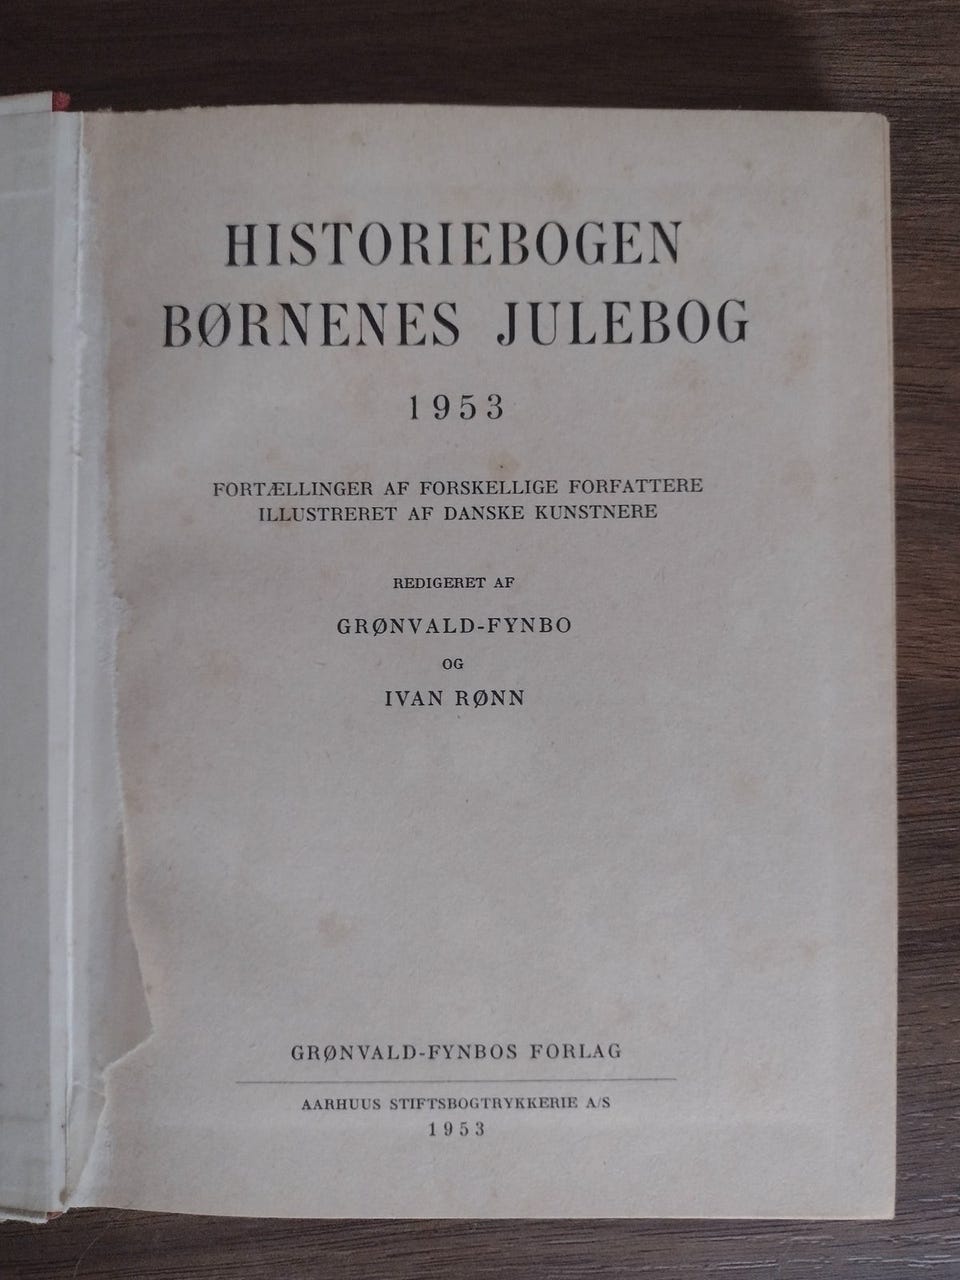 HISTORIEBOGEN
BØRNENES JULEBOG
1953
FORTÆLLINGER AF FORSKELLIGE FORFATTERE
ILLUSTRERET AF DANSKE KUNSTNERE
REDIGERET AF
GRØNVALD-FYNBO
OG
IVAN RØNN
GRØNVALD-FYNBOS FORLAG
AARHUUS STIFTSBOGTRYKKERIE A/S
1953